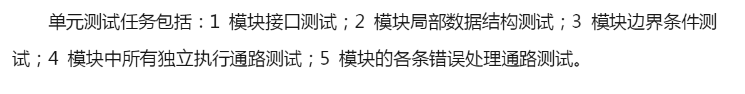 单元测试任务包括：1 模块接口测试；2 模块局部数据结构测试；3 模块边界条件测
试；4 模块中所有独立执行通路测试；5 模块的各条错误处理通路测试。